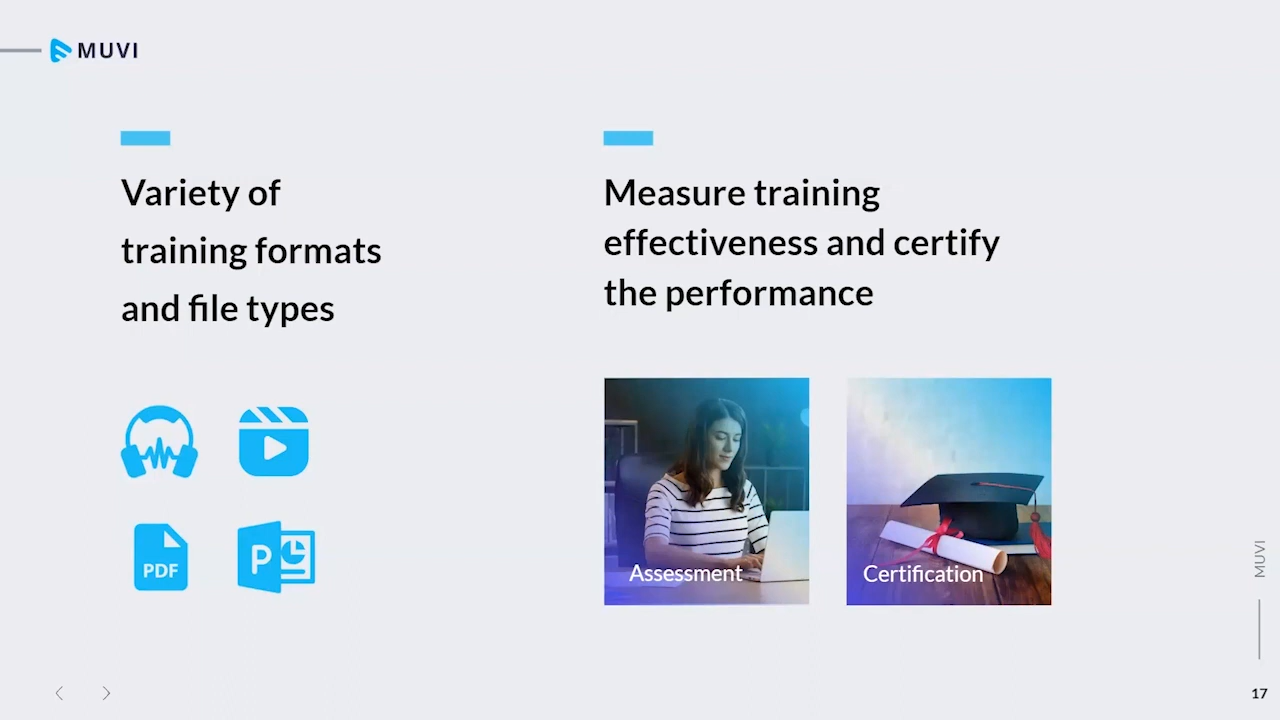 MUVI
Variety of
training formats
and file types
PDF
P
Measure training
effectiveness and certify
the performance
Assessment
Certification
MUVI
17